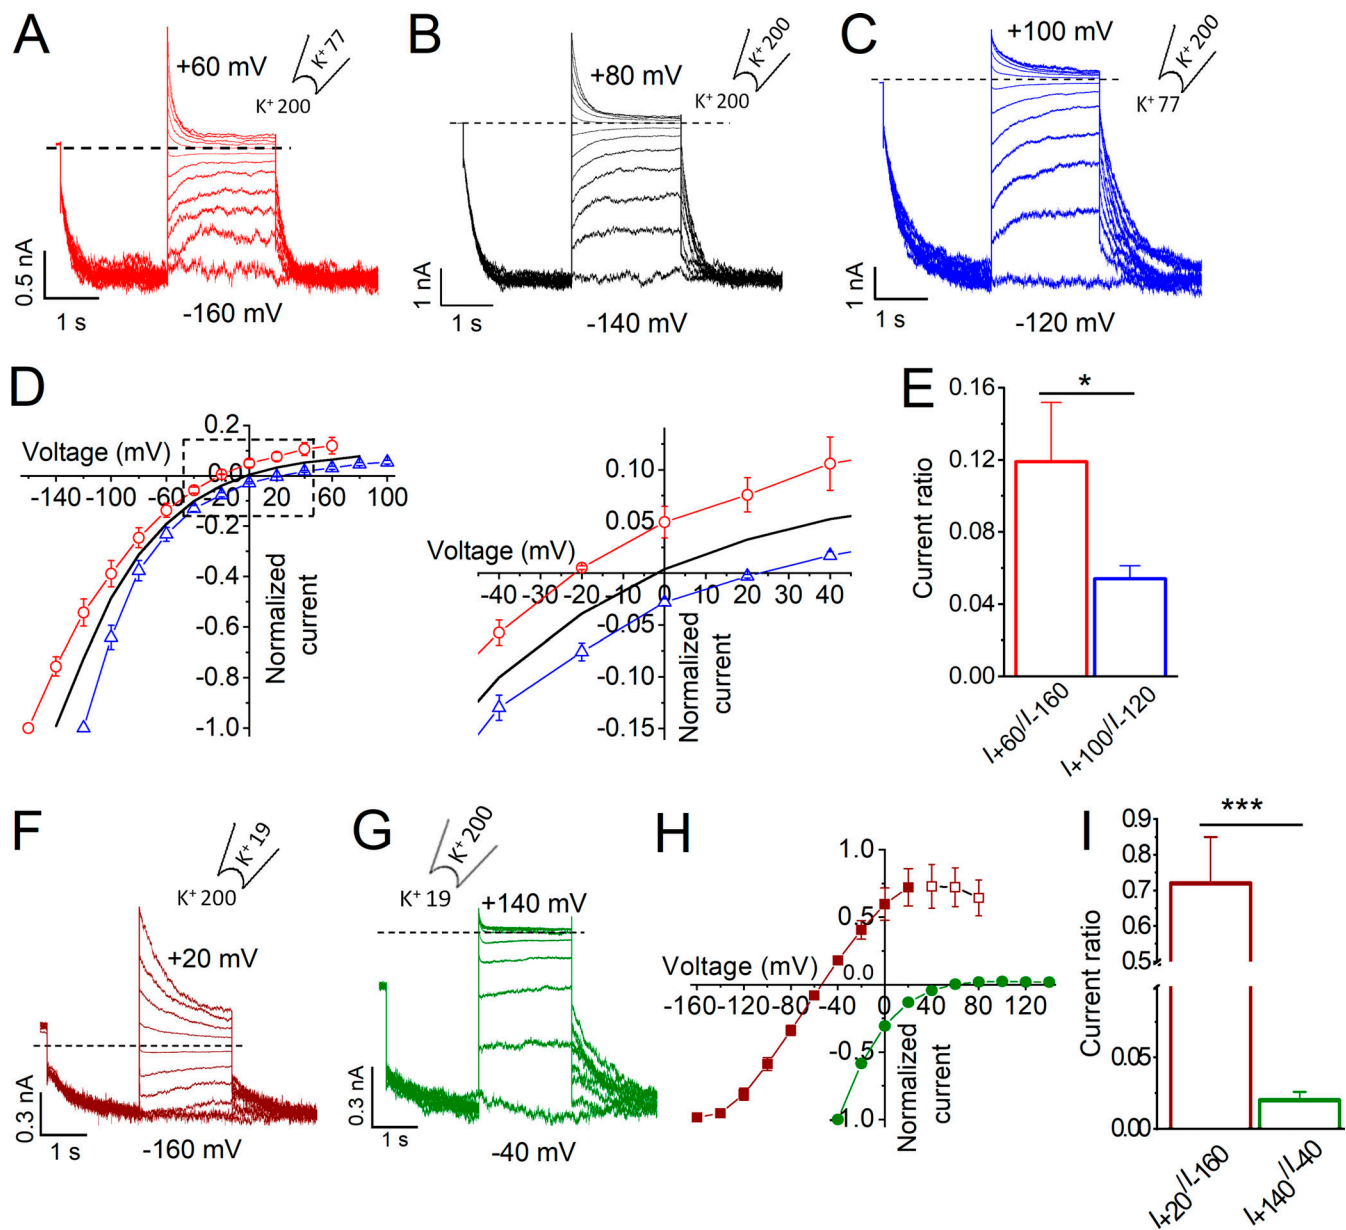 A
+60 mV
K⁺ 77
K⁺ 200
0.5 nA
1 s
-160 mV
B
+80 mV
K⁺ 200
K⁺ 200
1 nA
1 s
-140 mV
C
+100 mV
K⁺ 200
K⁺ 77
1 nA
1 s
-120 mV
D
Voltage (mV)
0.2
0.0
-0.2
-0.4
-0.6
-0.8
-1.0
-140 -100 -60 -20 20 60 100
Normalized
current
Voltage (mV)
0.10
0.05
-0.05
-0.10
-0.15
-40 -30 -20 -10 0 10 20 30 40
Normalized
current
E
Current ratio
0.16
0.12
0.08
0.04
0.00
*
I+60/I-160
I+100/I-120
F
K⁺ 19
K⁺ 200
+20 mV
0.3 nA
1 s
-160 mV
G
K⁺ 200
K⁺ 19
+140 mV
0.3 nA
1 s
-40 mV
H
Voltage (mV)
1.0
0.5
0.0
-0.5
-1.0
-160 -120 -80 -40 0 40 80 120
Normalized
current
I
Current ratio
0.9
0.8
0.7
0.6
0.5
0.05
0.00
***
I+20/I-160
I+140/I-40